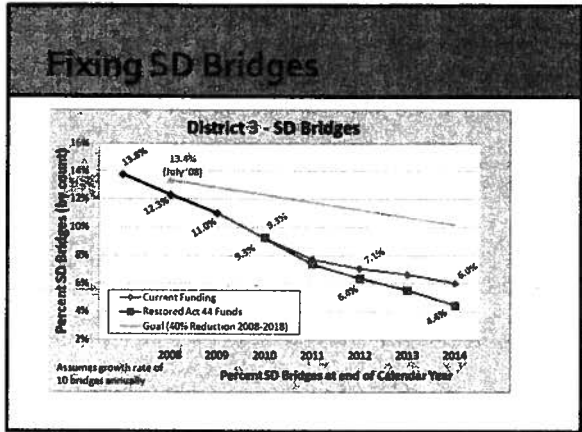 Fixing SD Bridges
District 3 - SD Bridges
Percent SD Bridges (by count)
16%
14%
12%
10%
8%
6%
4%
2%
13.8%
13.4%
(July '08)
12.3%
11.0%
9.3%
9.3%
7.1%
6.4%
6.0%
4.4%
Current Funding
Restored Act 44 Funds
Goal (40% Reduction 2008-2018)
2008 2009 2010 2011 2012 2013 2014
Assumes growth rate of
10 bridges annually
Percent SD Bridges at end of Calendar Year